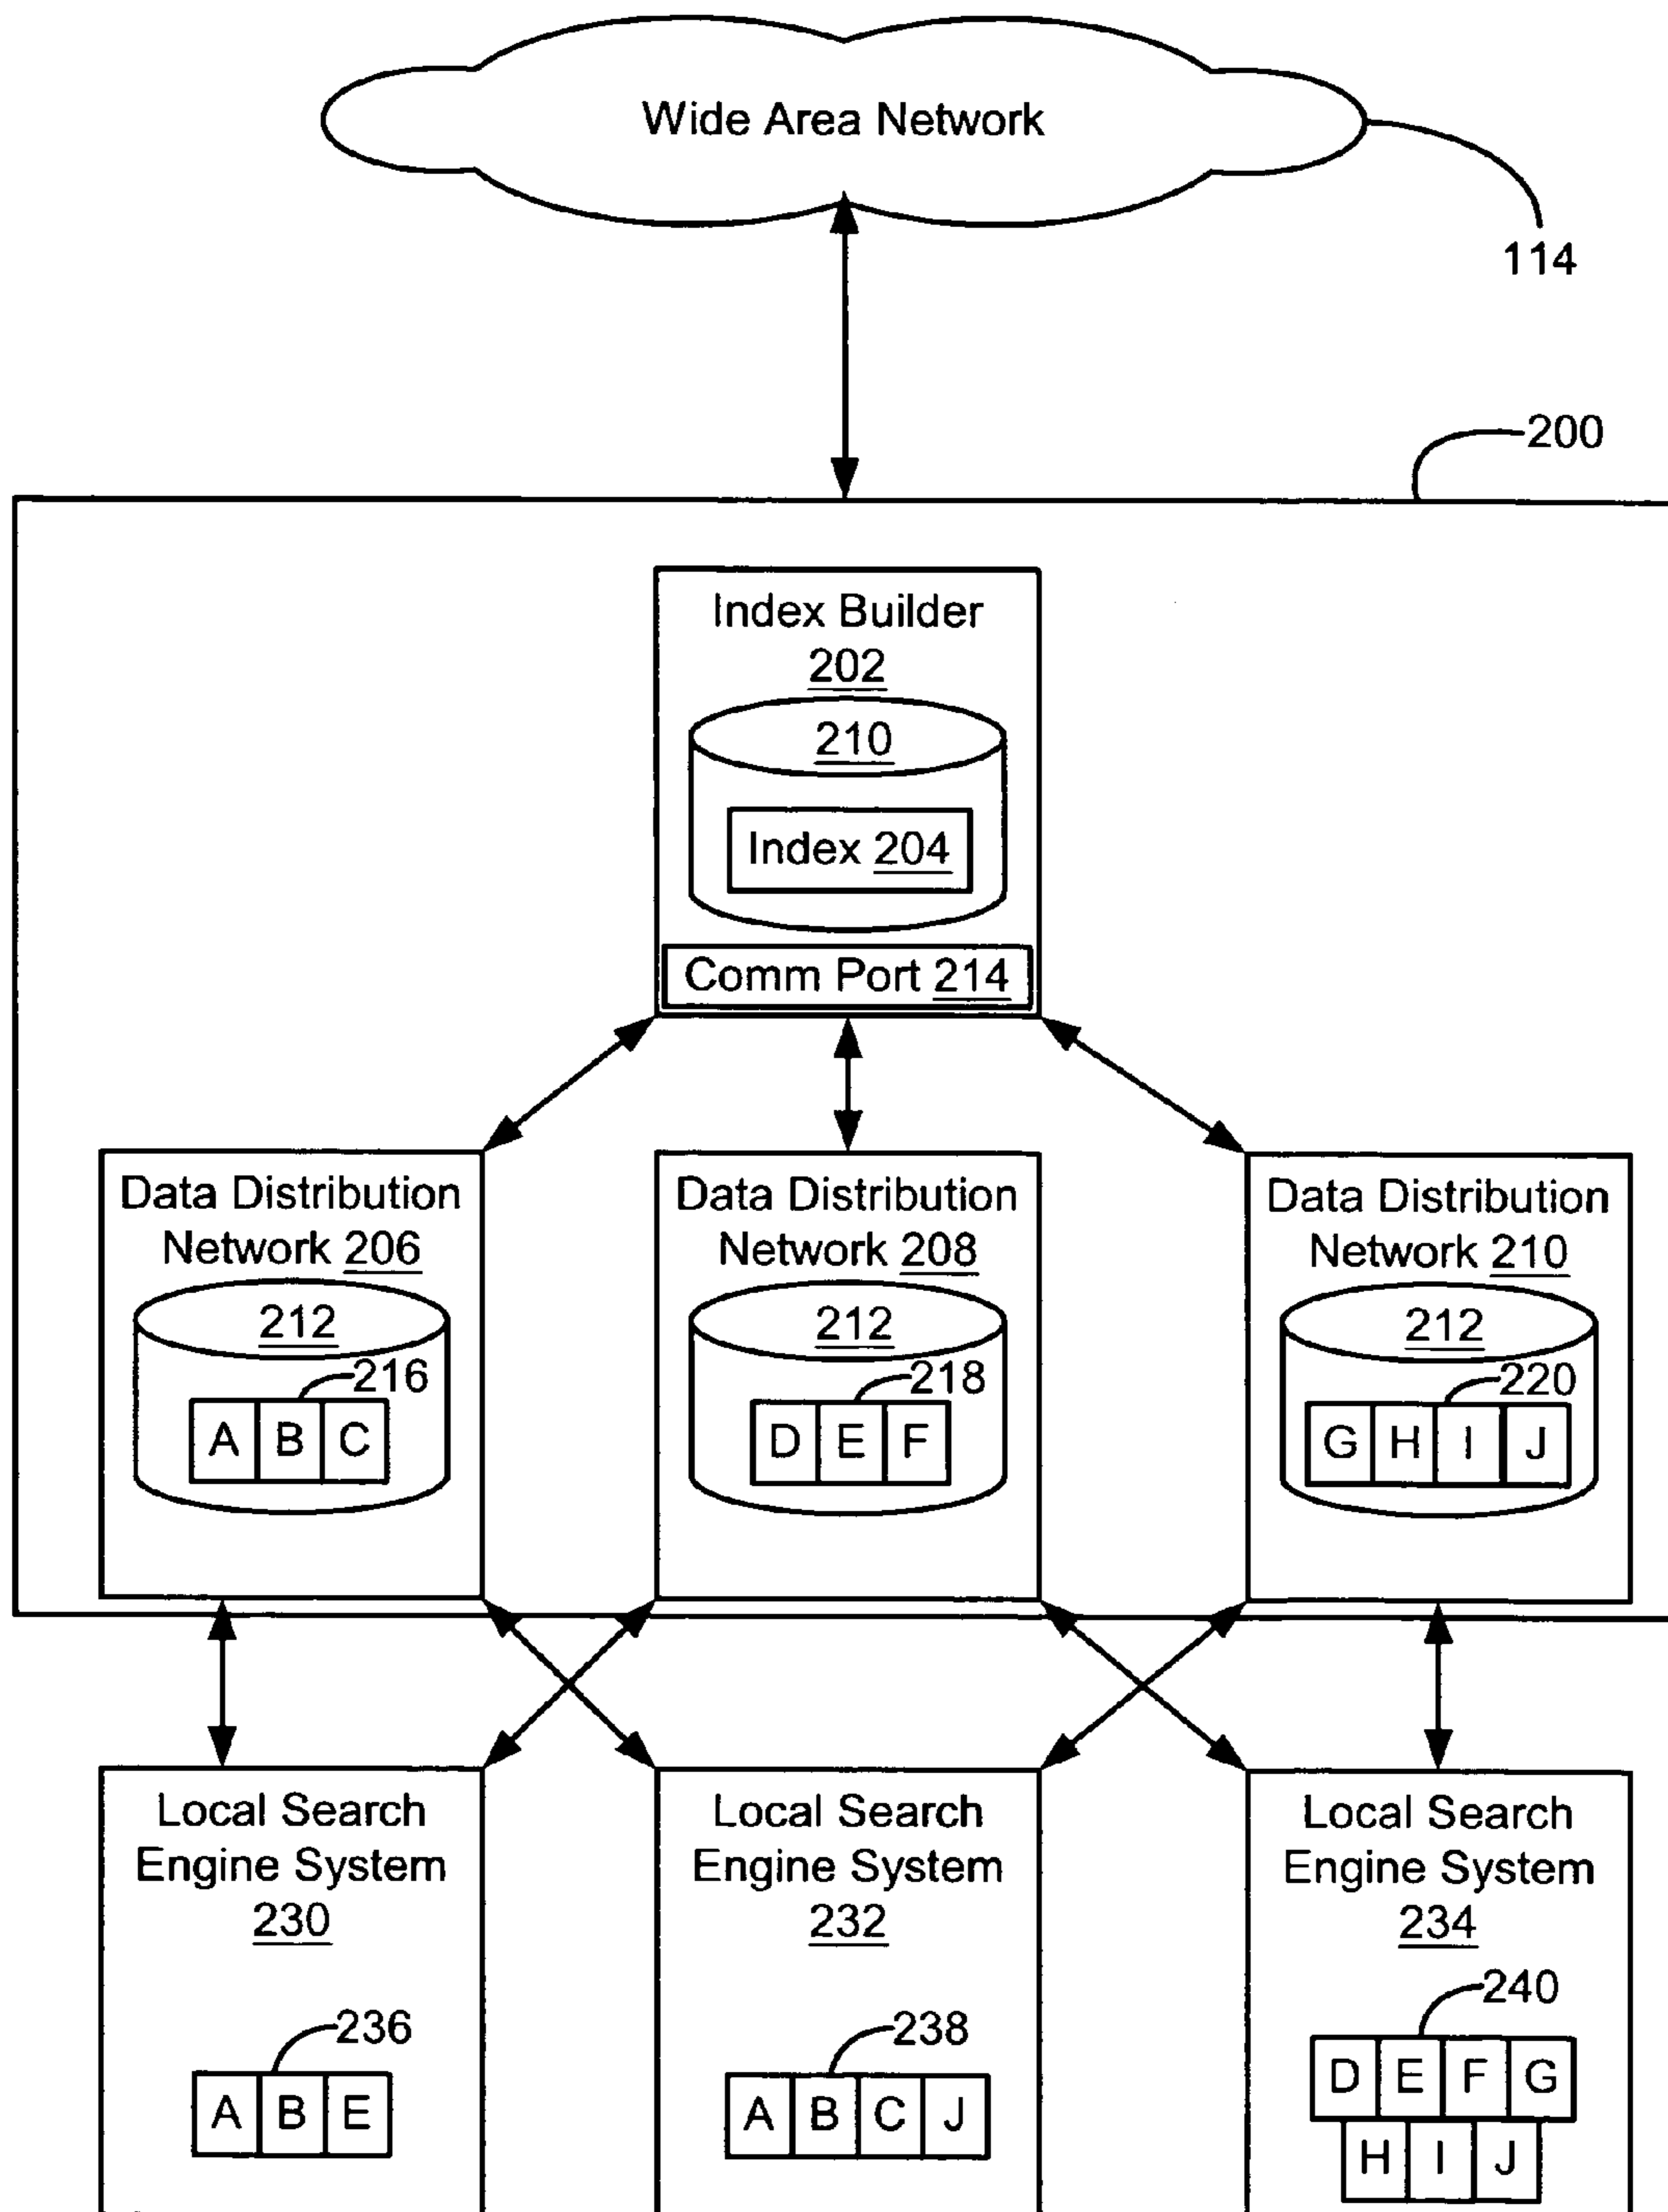 Wide Area Network
114
200
Index Builder
202
210
Index 204
Comm Port 214
Data Distribution
Network 206
212
216
A B C
Data Distribution
Network 208
212
218
D E F
Data Distribution
Network 210
212
220
G H I J
Local Search
Engine System
230
236
A B E
Local Search
Engine System
232
238
A B C J
Local Search
Engine System
234
240
D E F G
H I J